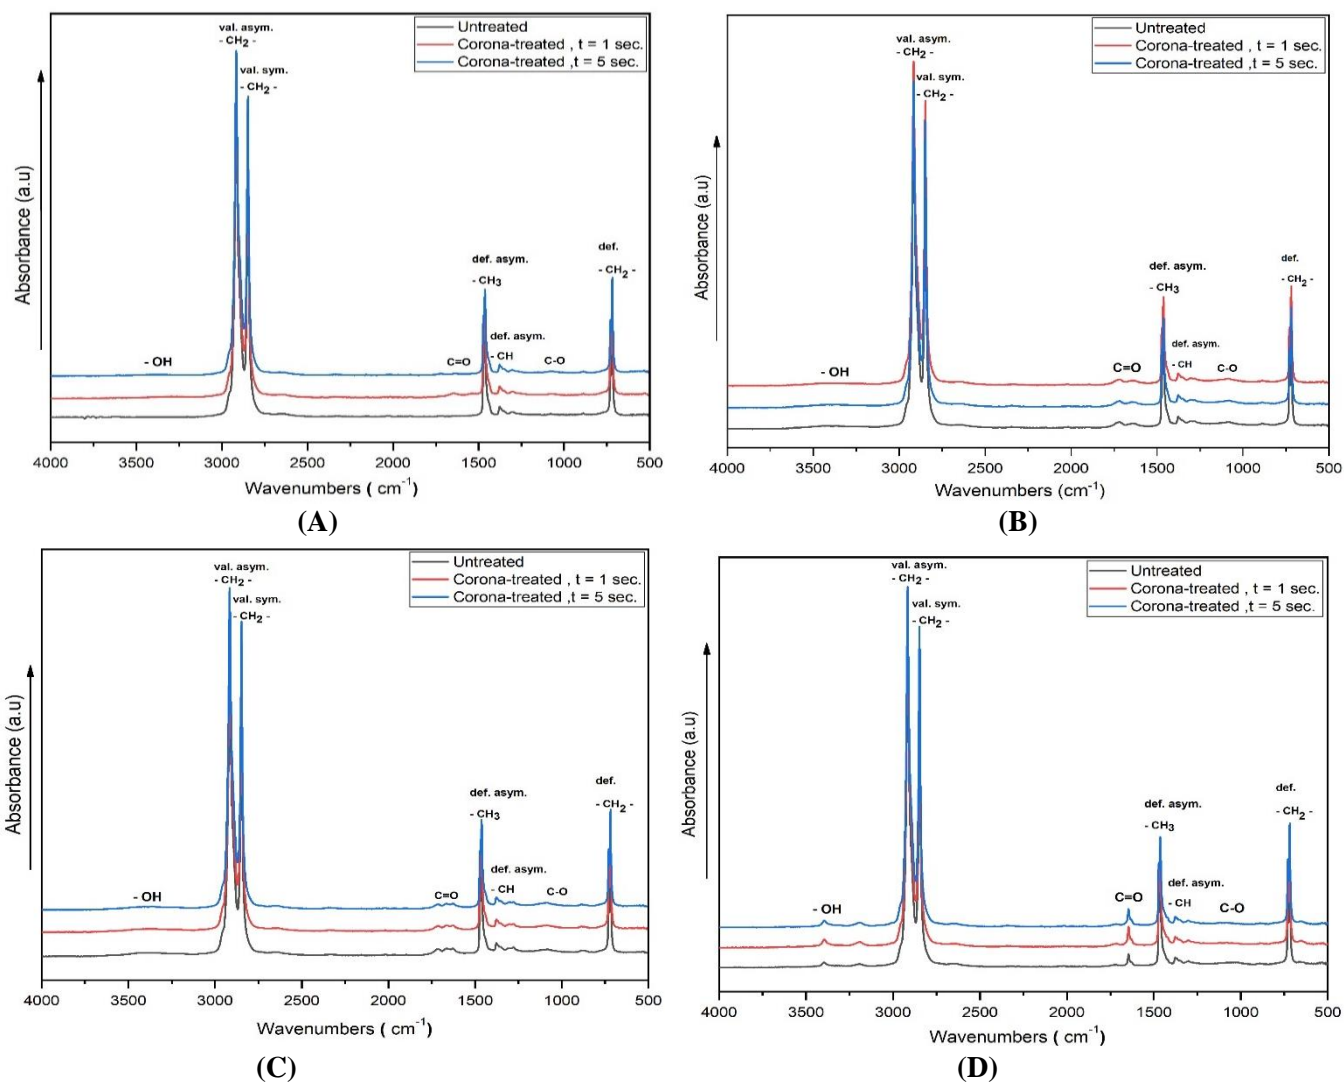 Untreated
Corona-treated , t = 1 sec.
Corona-treated ,t = 5 sec.
val. asym.
- CH2 -
val. sym.
- CH2 -
def. asym.
- CH3
def. asym.
- CH
def.
- CH2 -
- OH
C=O
C-O
Absorbance (a.u)
4000 3500 3000 2500 2000 1500 1000 500
Wavenumbers ( cm-1)
(A)
Untreated
Corona-treated , t = 1 sec.
Corona-treated ,t = 5 sec.
val. asym.
- CH2 -
val. sym.
- CH2 -
def. asym.
- CH3
def. asym.
- CH
def.
- CH2 -
- OH
C=O
C-O
Absorbance (a.u)
4000 3500 3000 2500 2000 1500 1000 500
Wavenumbers (cm-1)
(B)
Untreated
Corona-treated , t = 1 sec.
Corona-treated ,t = 5 sec.
val. asym.
- CH2 -
val. sym.
- CH2 -
def. asym.
- CH3
def. asym.
- CH
def.
- CH2 -
- OH
C=O
C-O
Absorbance (a.u)
4000 3500 3000 2500 2000 1500 1000 500
Wavenumbers ( cm-1)
(C)
Untreated
Corona-treated , t = 1 sec.
Corona-treated ,t = 5 sec.
val. asym.
- CH2 -
val. sym.
- CH2 -
def. asym.
- CH3
def. asym.
- CH
def.
- CH2 -
- OH
C=O
C-O
Absorbance (a.u)
4000 3500 3000 2500 2000 1500 1000 500
Wavenumbers ( cm-1)
(D)